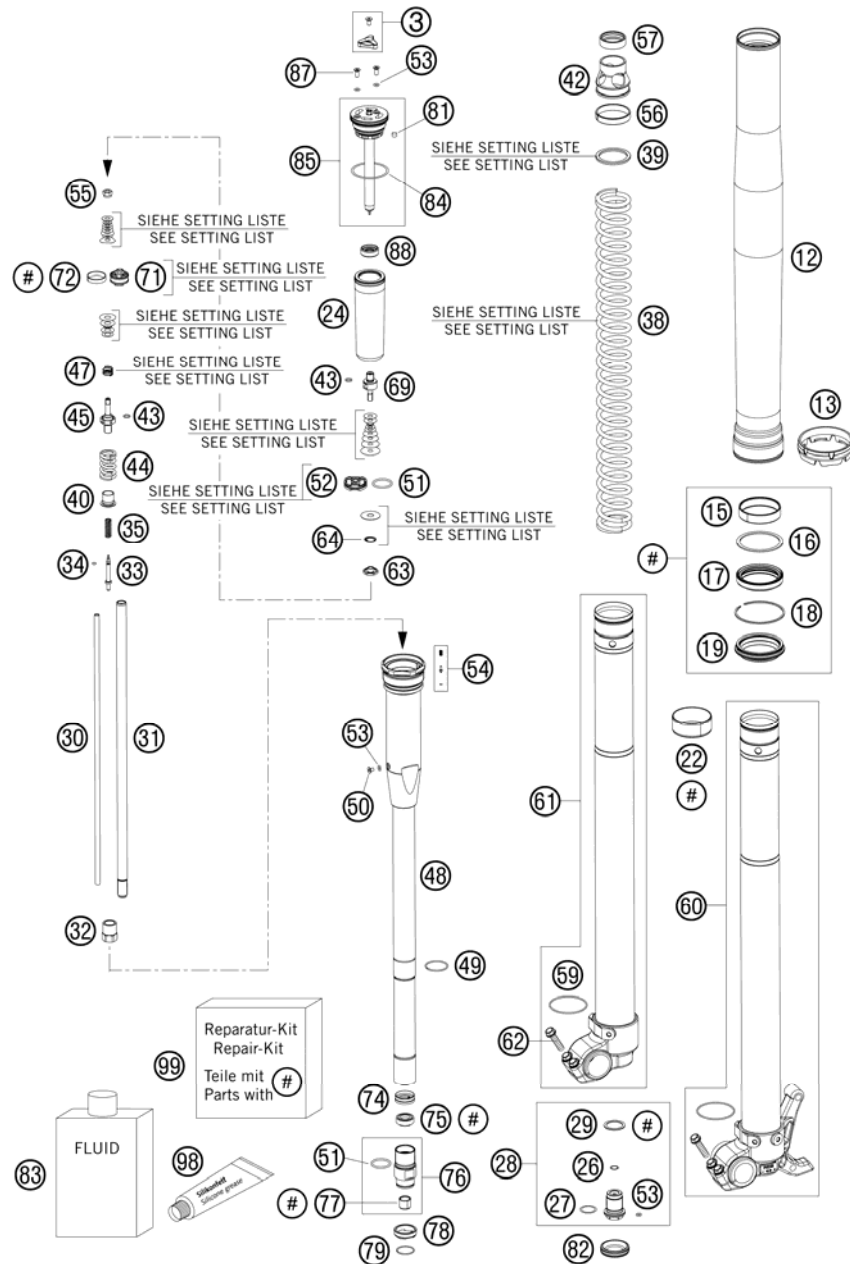 3
57
87
53
42
81
56
SIEHE SETTING LISTE
SEE SETTING LIST
39
85
84
55
SIEHE SETTING LISTE
SEE SETTING LIST
12
88
# 72 71
SIEHE SETTING LISTE
SEE SETTING LIST
24
SIEHE SETTING LISTE
SEE SETTING LIST
SIEHE SETTING LISTE
SEE SETTING LIST
38
47
SIEHE SETTING LISTE
SEE SETTING LIST
43
69
45
43
13
SIEHE SETTING LISTE
SEE SETTING LIST
44
52
51
SIEHE SETTING LISTE
SEE SETTING LIST
40
15
SIEHE SETTING LISTE
SEE SETTING LIST
35
16
64
#
34
33
63
17
18
19
54
30
31
53
22
#
50
61
48
60
32
49
59
62
Reparatur-Kit
Repair-Kit
Teile mit
Parts with #
99
74
75 #
29 #
FLUID
83
98
Silikonfett
Silicone grease
51
76
28
26
27
53
# 77
78
79
82